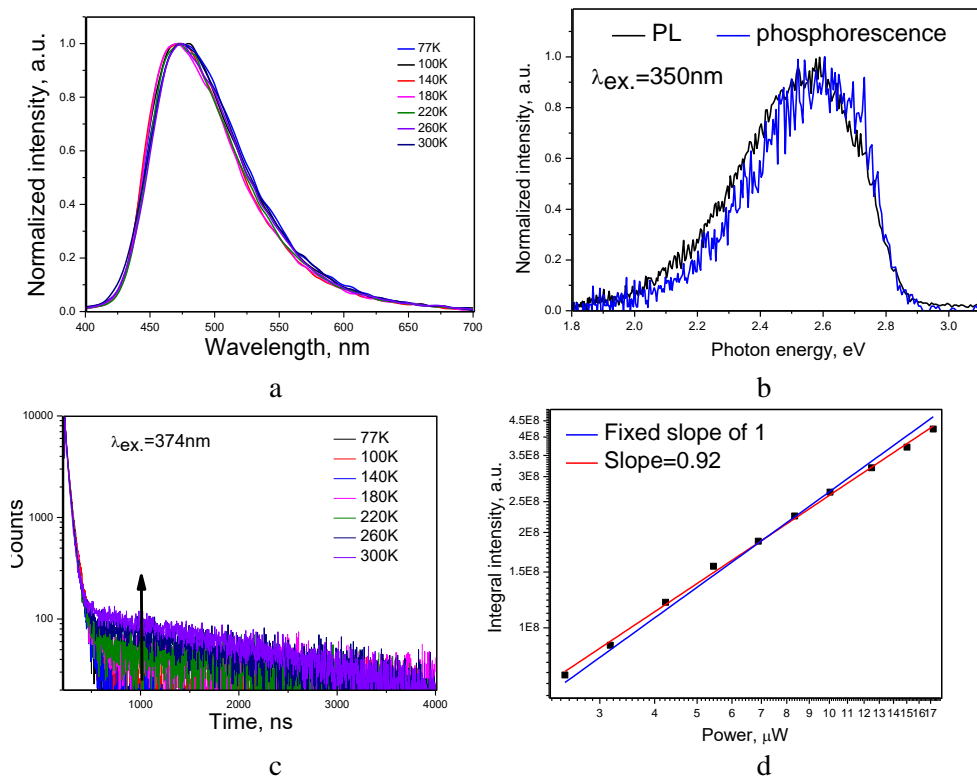 Normalized intensity, a.u.
1.0
0.8
0.6
0.4
0.2
0.0
77K
100K
140K
180K
220K
260K
300K
400 450 500 550 600 650 700
Wavelength, nm
a
PL phosphorescence
λex.=350nm
Normalized intensity, a.u.
1.0
0.8
0.6
0.4
0.2
0.0
1.8 2.0 2.2 2.4 2.6 2.8 3.0
Photon energy, eV
b
Counts
10000
1000
100
λex.=374nm
77K
100K
140K
180K
220K
260K
300K
1000 2000 3000 4000
Time, ns
c
Integral intensity, a.u.
4.5E8
4E8
3.5E8
3E8
2.5E8
2E8
1.5E8
1E8
Fixed slope of 1
Slope=0.92
3 4 5 6 7 8 9 10 11 12 13 14 15 16 17
Power, μW
d